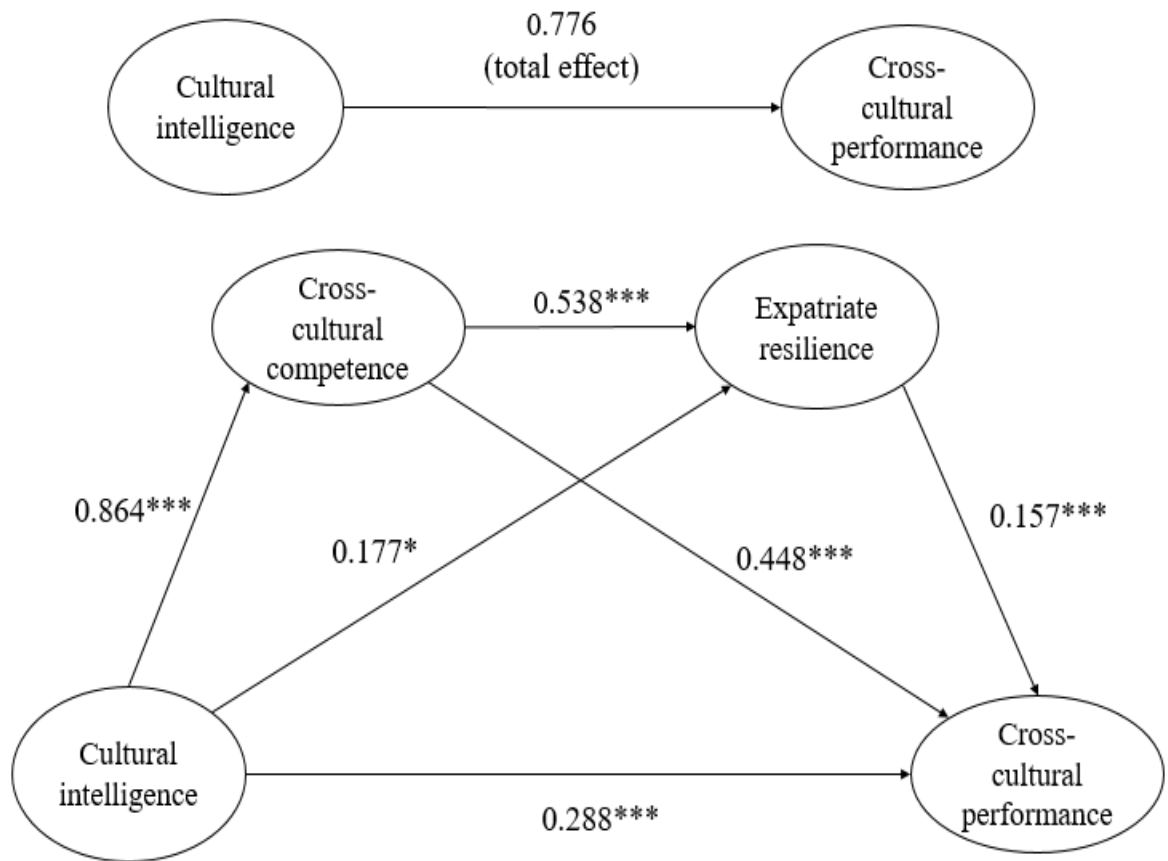 0.776
(total effect)
Cultural
intelligence
Cross-
cultural
performance
Cross-
cultural
competence
0.538***
Expatriate
resilience
0.864***
0.177*
0.448***
0.157***
Cultural
intelligence
0.288***
Cross-
cultural
performance